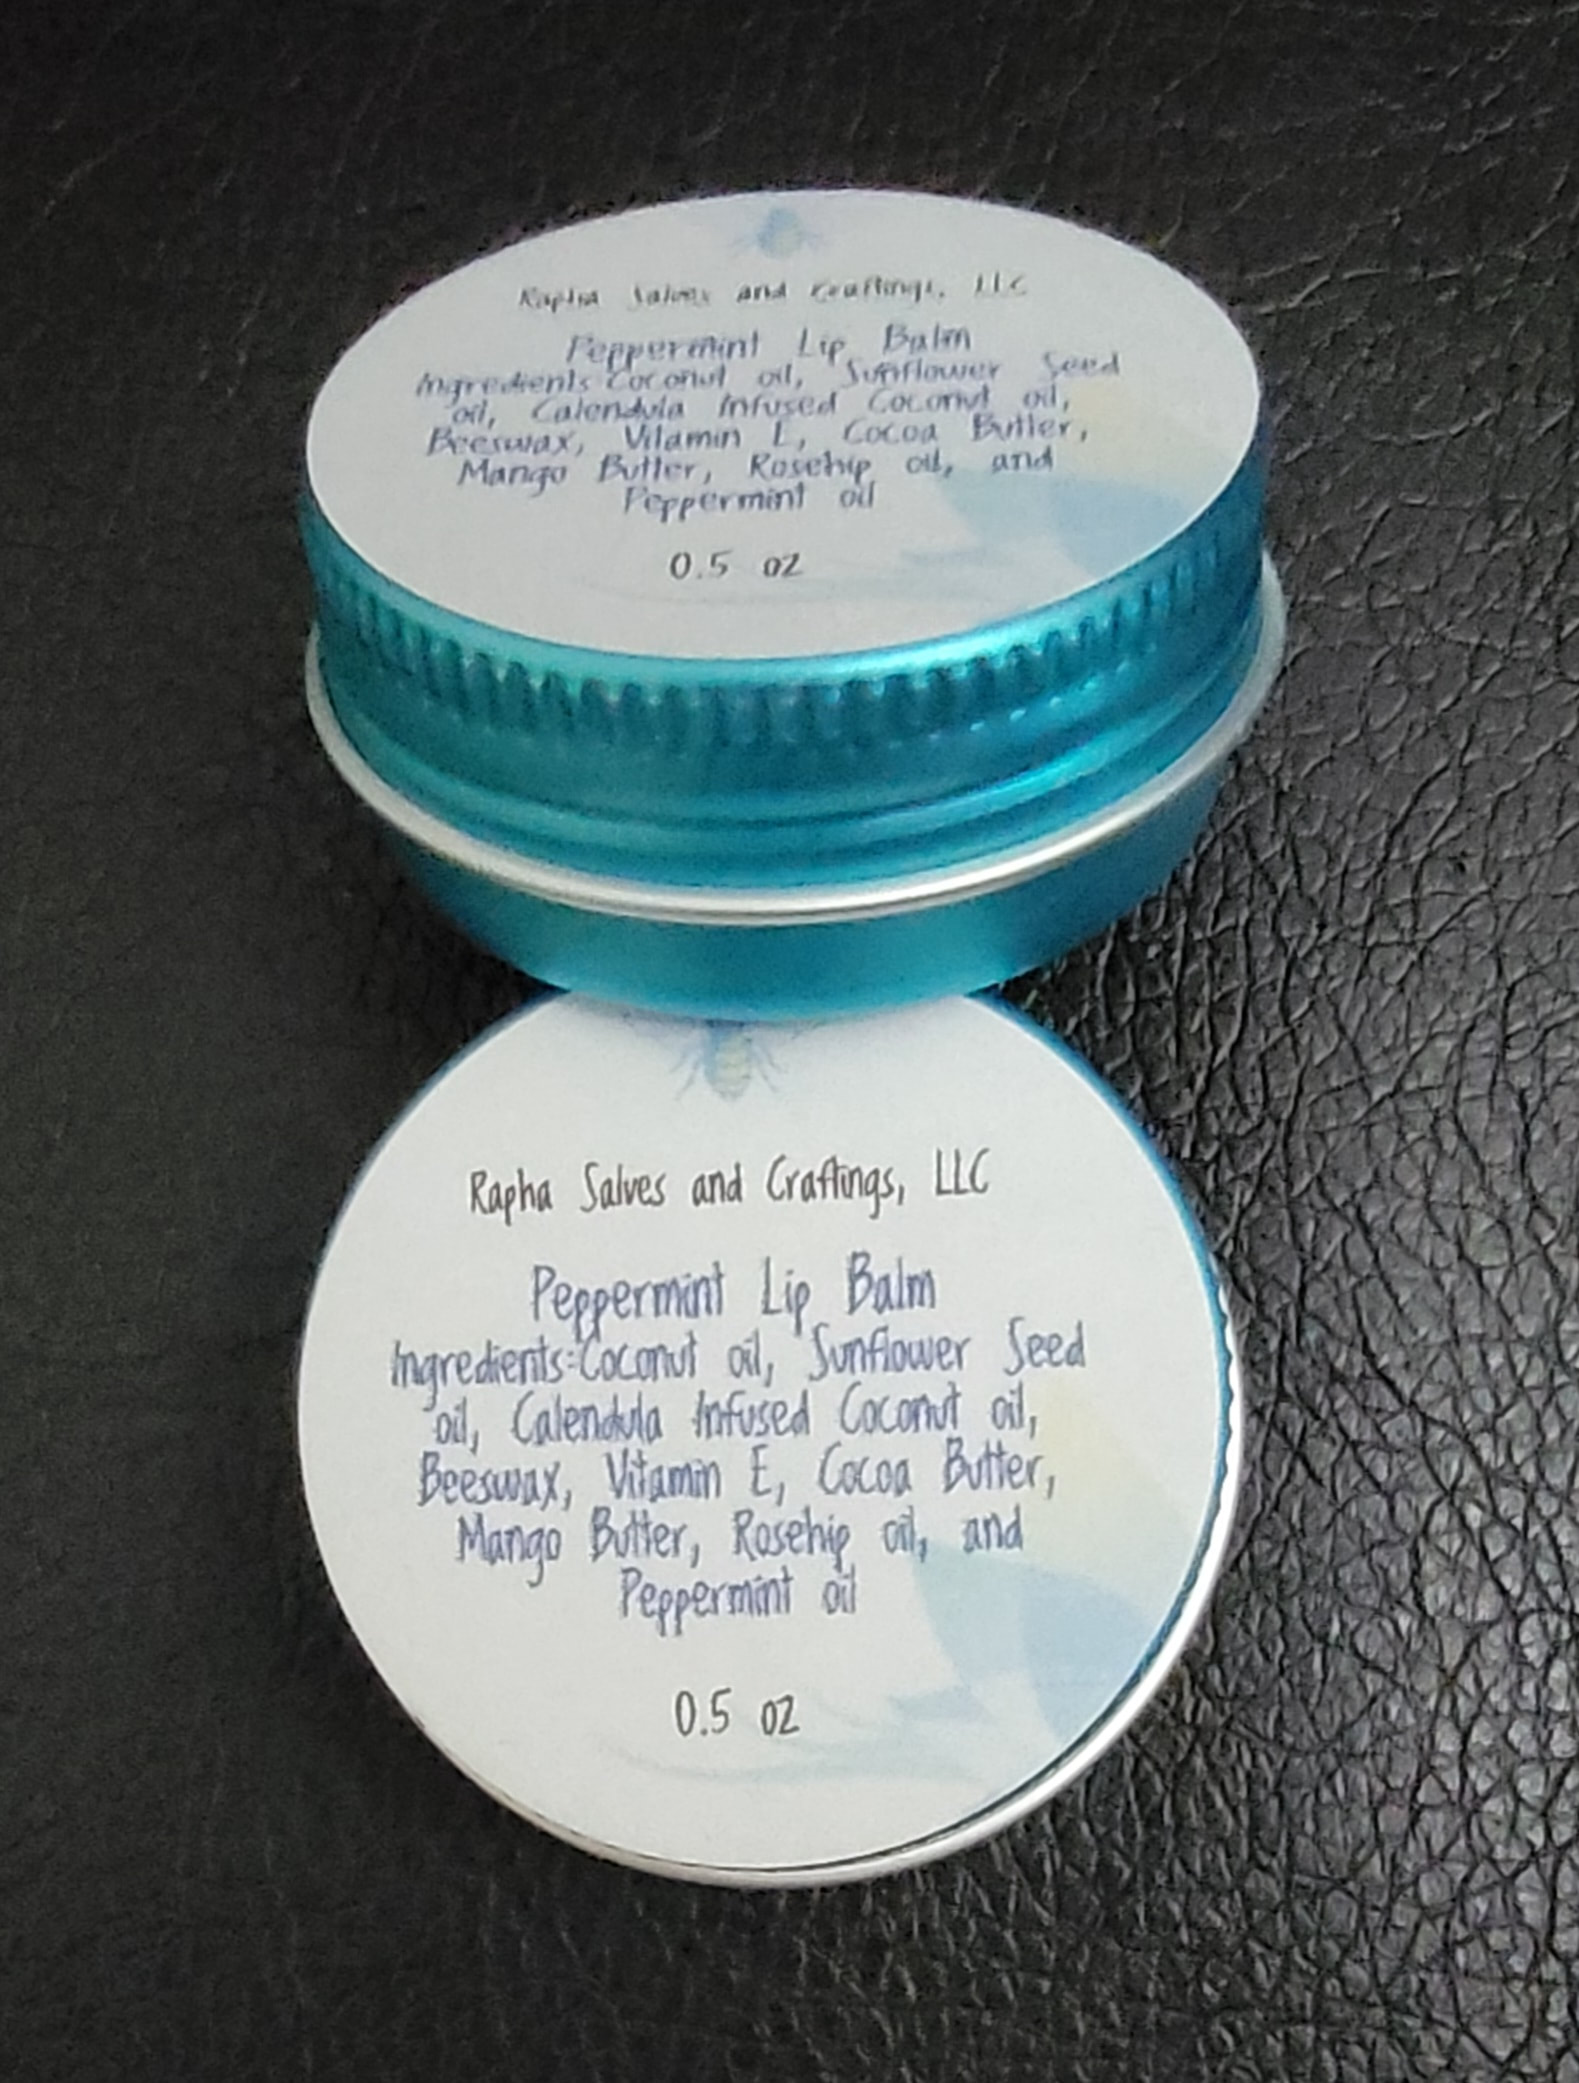 Rapha Salves and Craftings, LLC
Peppermint Lip Balm
Ingredients:Coconut oil, Sunflower Seed
oil, Calendula Infused Coconut oil,
Beeswax, Vitamin E, Cocoa Butter,
Mango Butter, Rosehip oil, and
Peppermint oil
0.5 oz
Rapha Salves and Craftings, LLC
Peppermint Lip Balm
Ingredients:Coconut oil, Sunflower Seed
oil, Calendula Infused Coconut oil,
Beeswax, Vitamin E, Cocoa Butter,
Mango Butter, Rosehip oil, and
Peppermint oil
0.5 oz